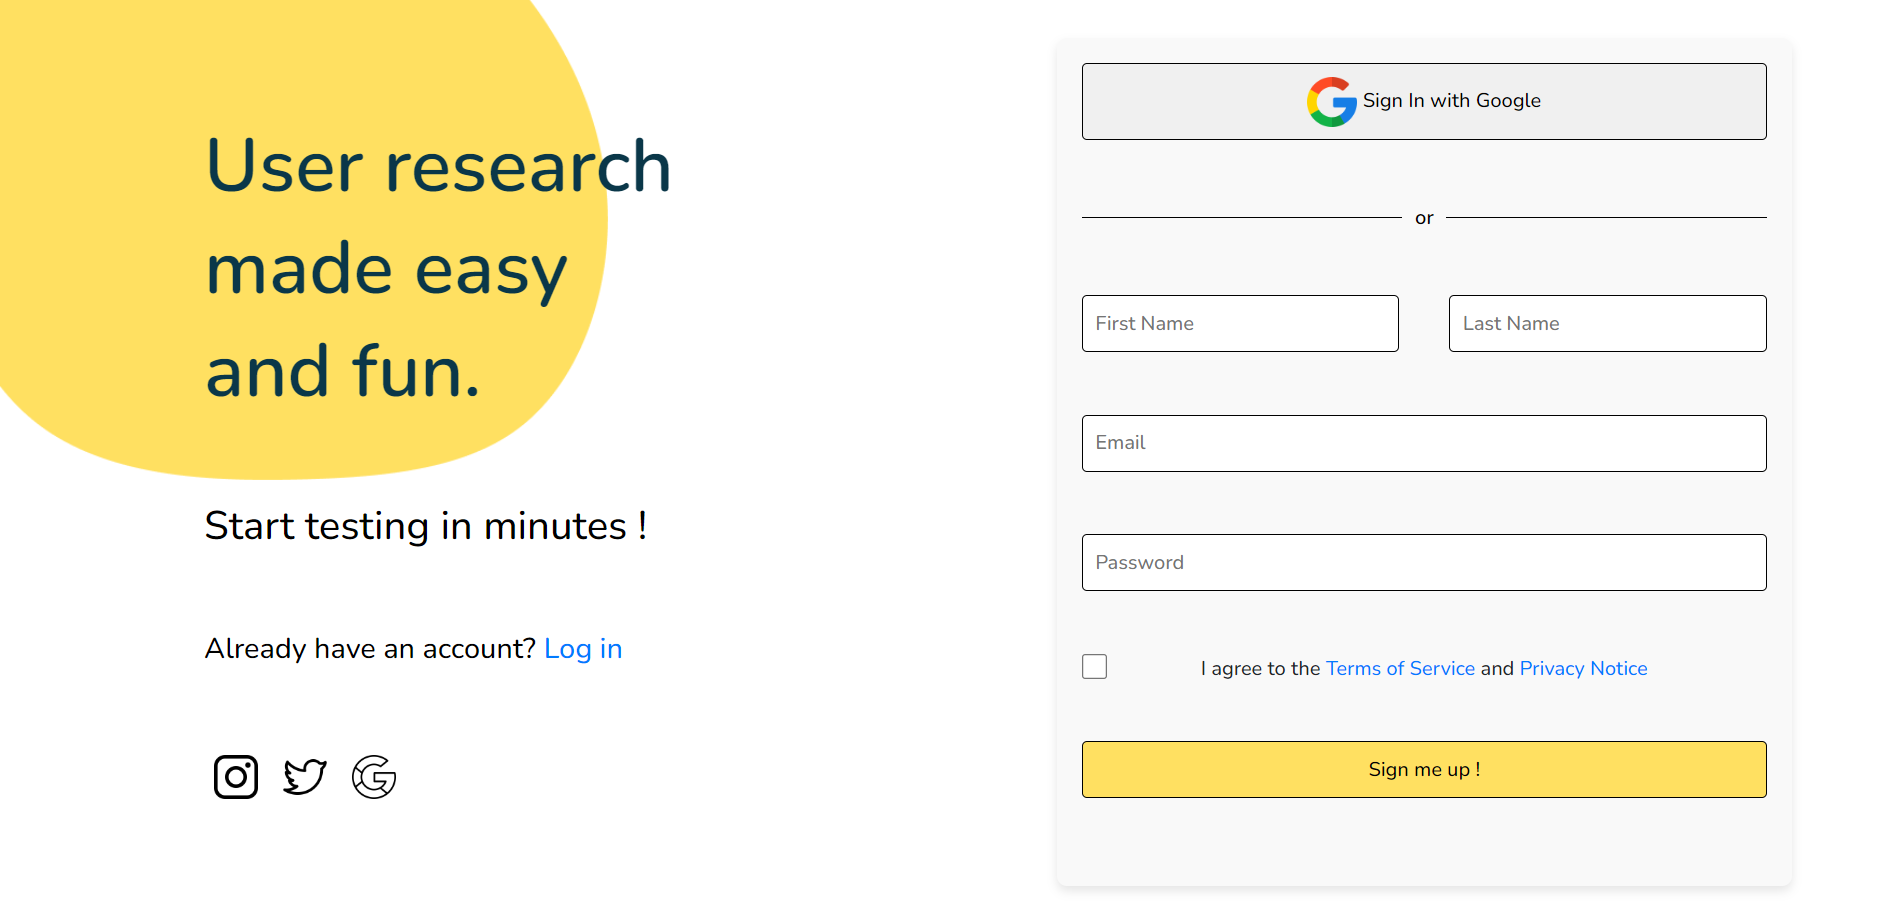 User research
made easy
and fun.
Start testing in minutes !
Already have an account? Log in
Sign In with Google
or
First Name
Last Name
Email
Password
I agree to the Terms of Service and Privacy Notice
Sign me up !